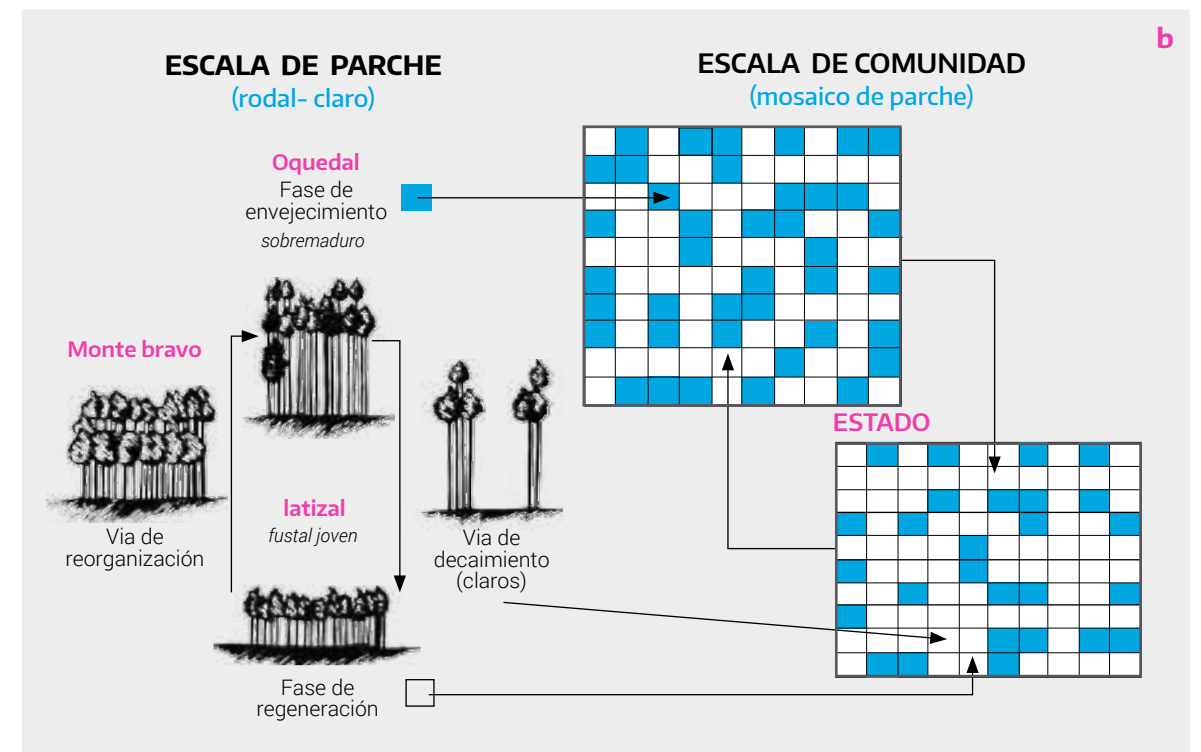 b
ESCALA DE PARCHE
(rodal- claro)
ESCALA DE COMUNIDAD
(mosaico de parche)
Oquedal
Fase de
envejecimiento
sobremaduro
Monte bravo
Via de
reorganización
latizal
fustal joven
Via de
decaimiento
(claros)
Fase de
regeneración
ESTADO